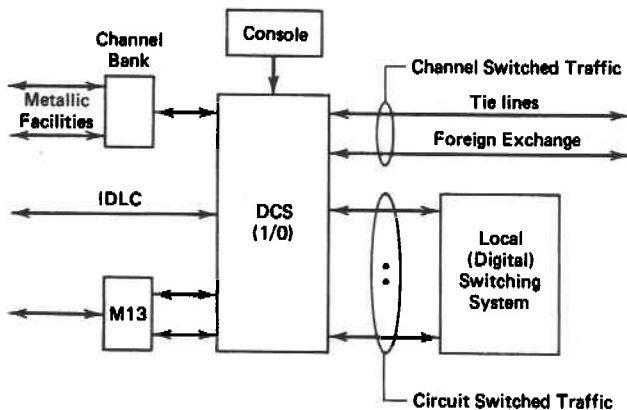 Console
Channel
Bank
Metallic
Facilities
Channel Switched Traffic
Tie lines
Foreign Exchange
IDLC
DCS
(1/0)
Local
(Digital)
Switching
System
M13
Circuit Switched Traffic